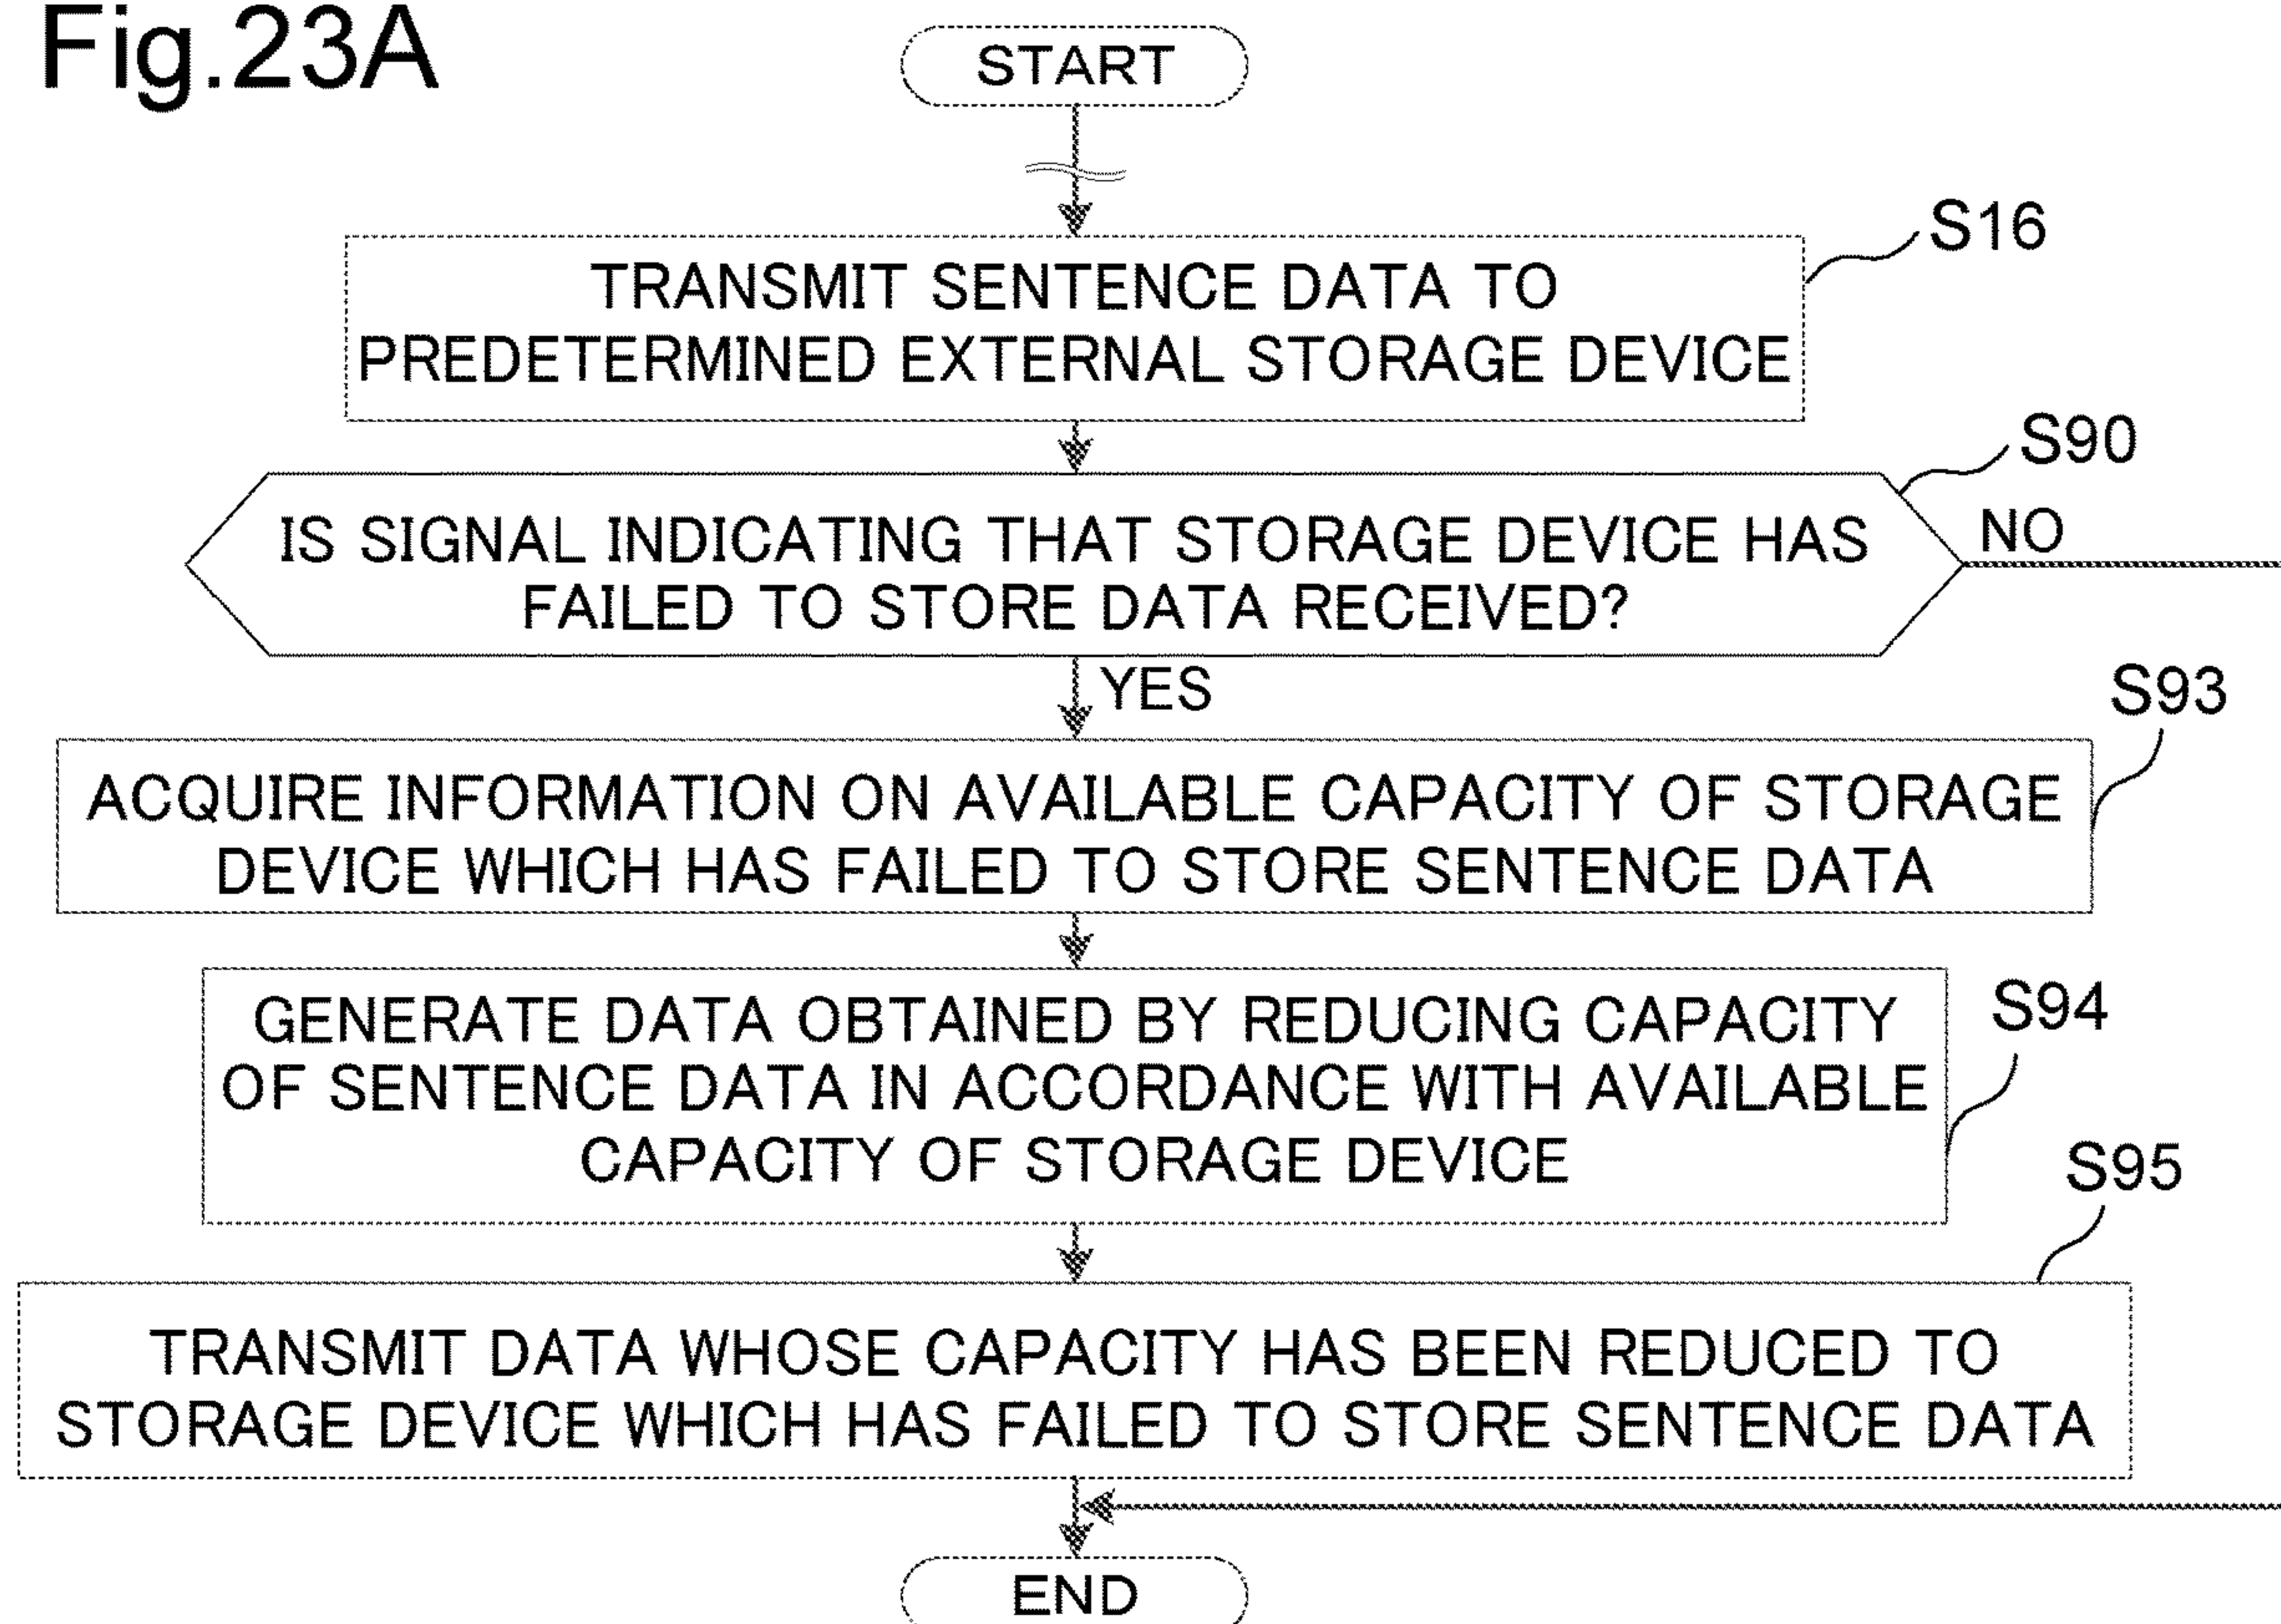 Fig.23A
START
S16
TRANSMIT SENTENCE DATA TO
PREDETERMINED EXTERNAL STORAGE DEVICE
S90
IS SIGNAL INDICATING THAT STORAGE DEVICE HAS
FAILED TO STORE DATA RECEIVED?
NO
YES
S93
ACQUIRE INFORMATION ON AVAILABLE CAPACITY OF STORAGE
DEVICE WHICH HAS FAILED TO STORE SENTENCE DATA
S94
GENERATE DATA OBTAINED BY REDUCING CAPACITY
OF SENTENCE DATA IN ACCORDANCE WITH AVAILABLE
CAPACITY OF STORAGE DEVICE
S95
TRANSMIT DATA WHOSE CAPACITY HAS BEEN REDUCED TO
STORAGE DEVICE WHICH HAS FAILED TO STORE SENTENCE DATA
END